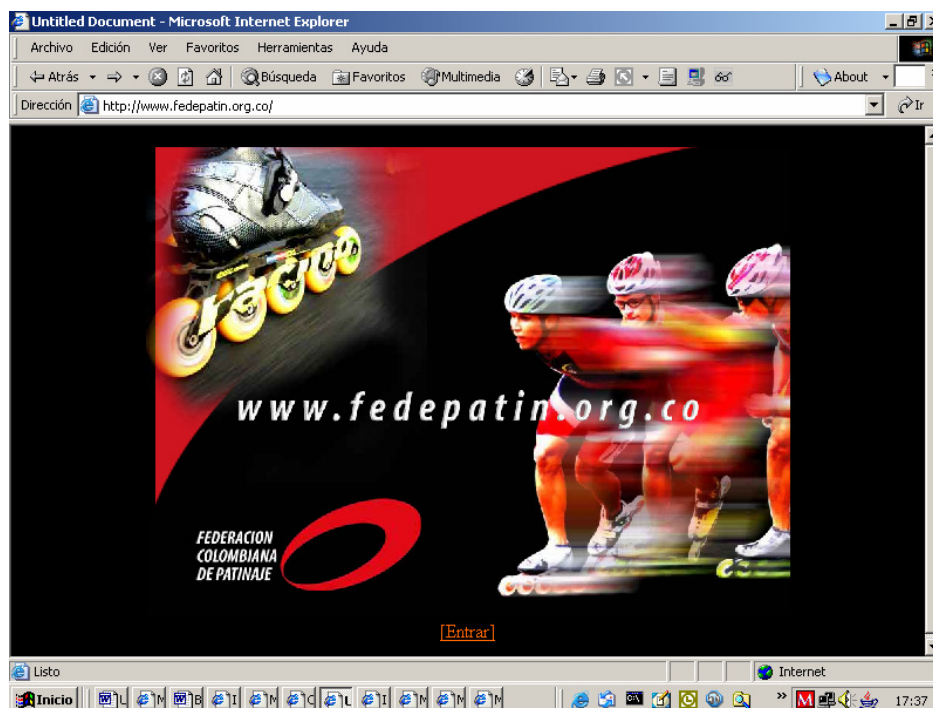 Untitled Document - Microsoft Internet Explorer
Archivo Edición Ver Favoritos Herramientas Ayuda
Atrás Búsqueda Favoritos Multimedia About
Dirección http://www.fedepatin.org.co/ Ir
racing
www.fedepatin.org.co
FEDERACION
COLOMBIANA
DE PATINAJE
[Entrar]
Listo Internet
Inicio 17:37